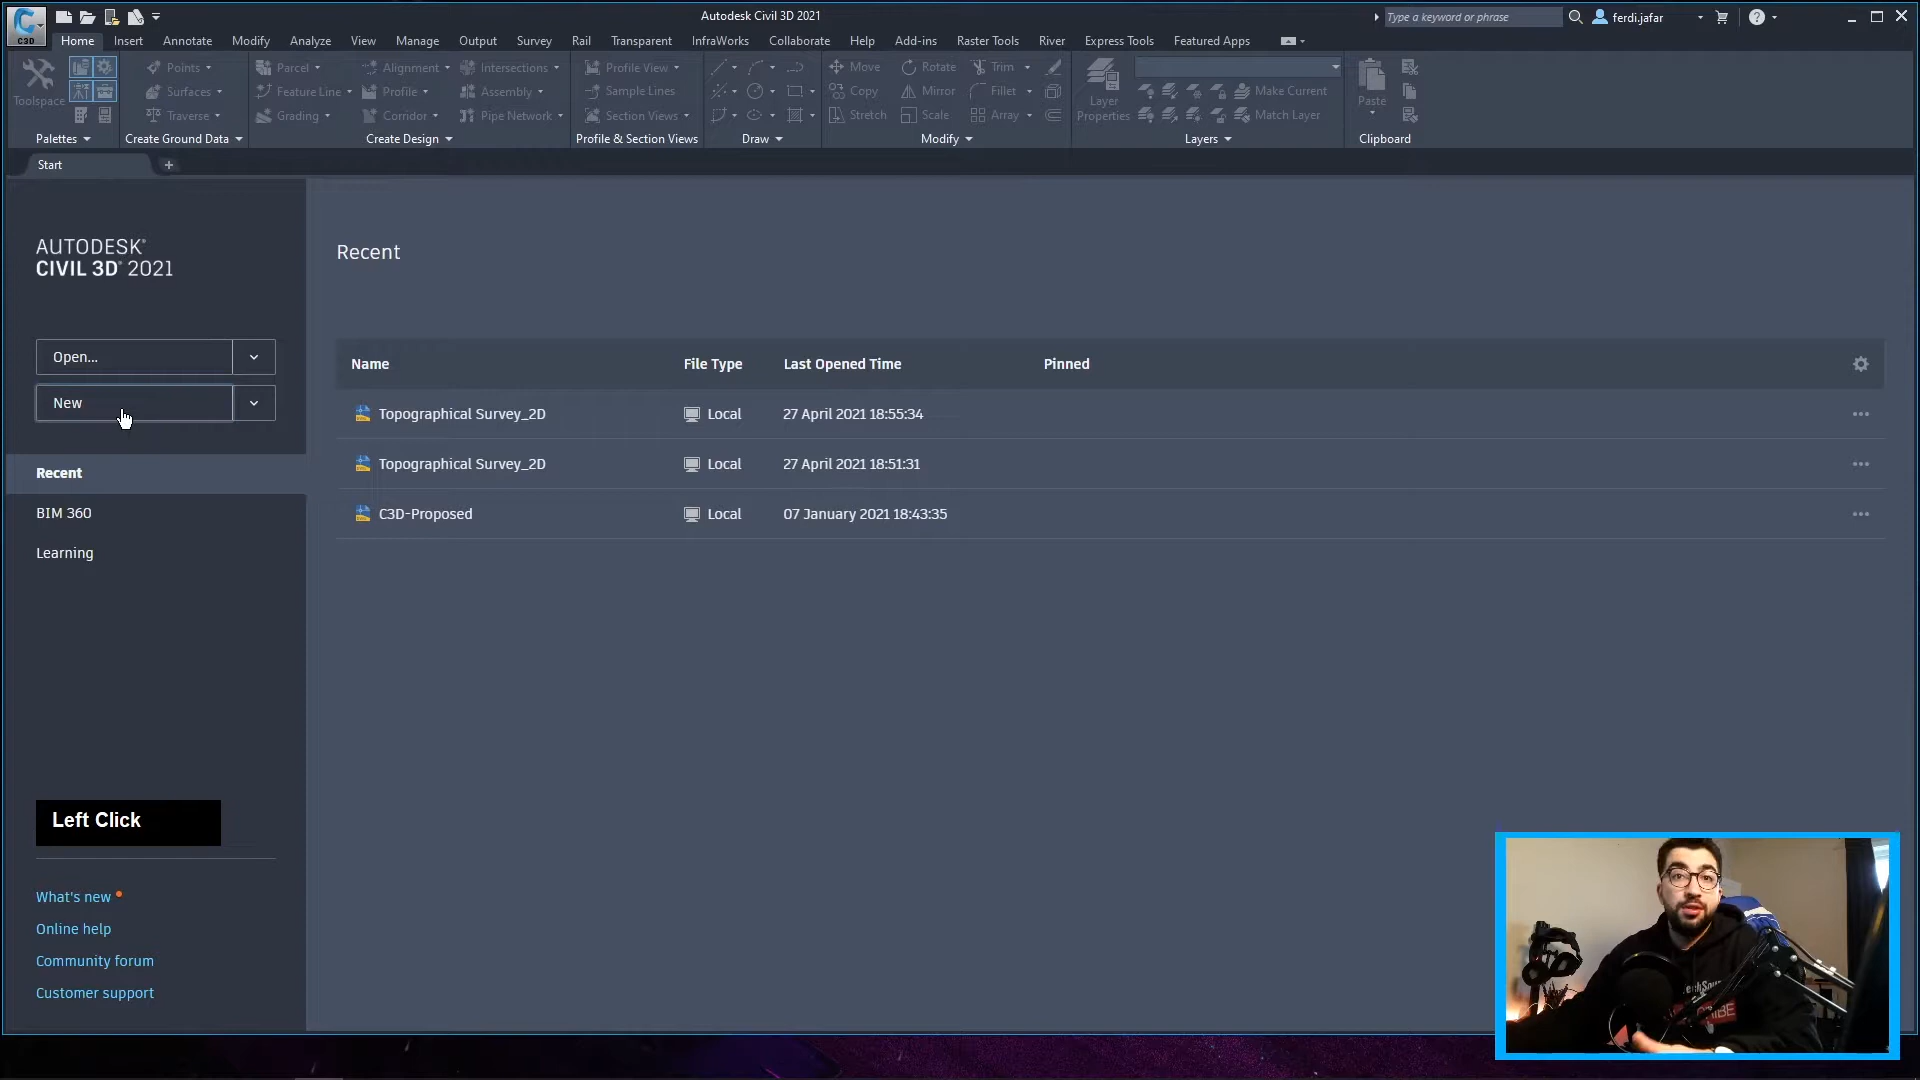 Autodesk Civil 3D 2021
Type a keyword or phrase
ferdi.jafar
C3D
Home Insert Annotate Modify Analyze View Manage Output Survey Rail Transparent InfraWorks Collaborate Help Add-ins Raster Tools River Express Tools Featured Apps
Points Parcel Alignment Intersections Profile View Move Rotate Trim
Toolspace Surfaces Feature Line Profile Assembly Sample Lines Copy Mirror Fillet Layer Properties Make Current Paste
Traverse Grading Corridor Pipe Network Section Views Stretch Scale Array Match Layer
Palettes Create Ground Data Create Design Profile & Section Views Draw Modify Layers Clipboard
Start
AUTODESK®
CIVIL 3D® 2021
Open...
New
Recent
BIM 360
Learning
Left Click
What's new
Online help
Community forum
Customer support
Recent
Name File Type Last Opened Time Pinned
Topographical Survey_2D Local 27 April 2021 18:55:34
Topographical Survey_2D Local 27 April 2021 18:51:31
C3D-Proposed Local 07 January 2021 18:43:35